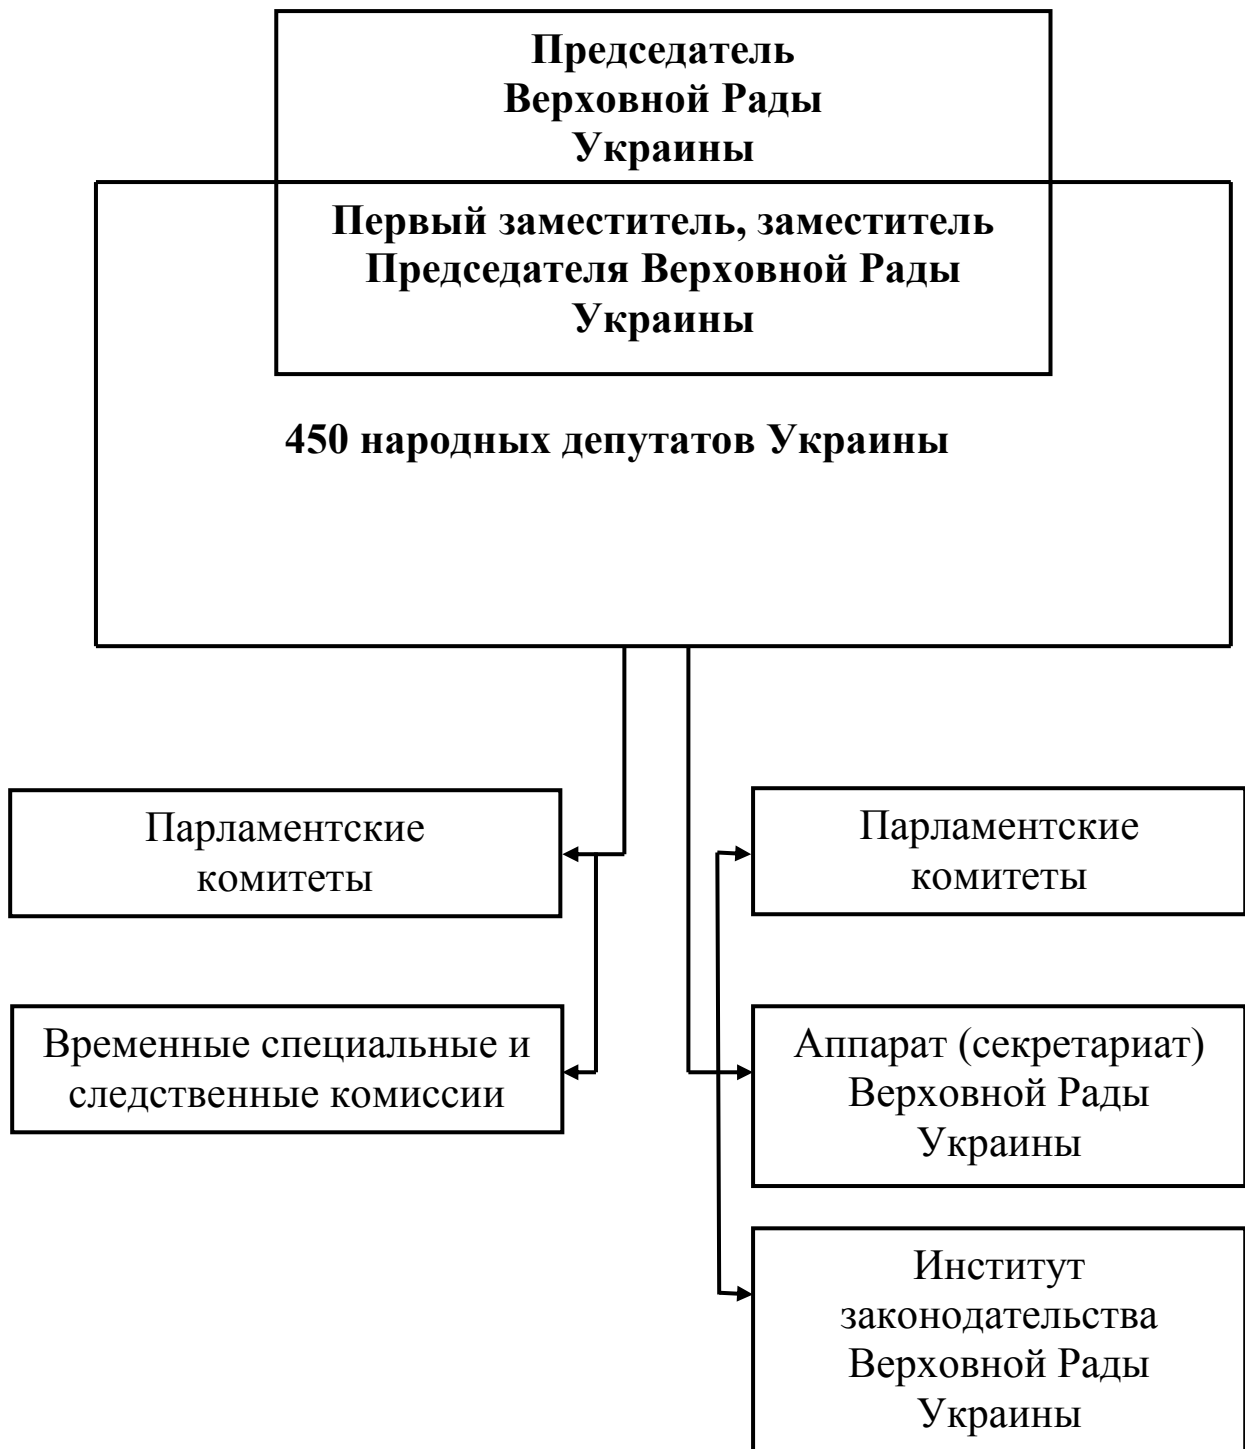 Председатель
Верховной Рады
Украины
Первый заместитель, заместитель
Председателя Верховной Рады
Украины
450 народных депутатов Украины
Парламентские
комитеты
Парламентские
комитеты
Временные специальные и
следственные комиссии
Аппарат (секретариат)
Верховной Рады
Украины
Институт
законодательства
Верховной Рады
Украины